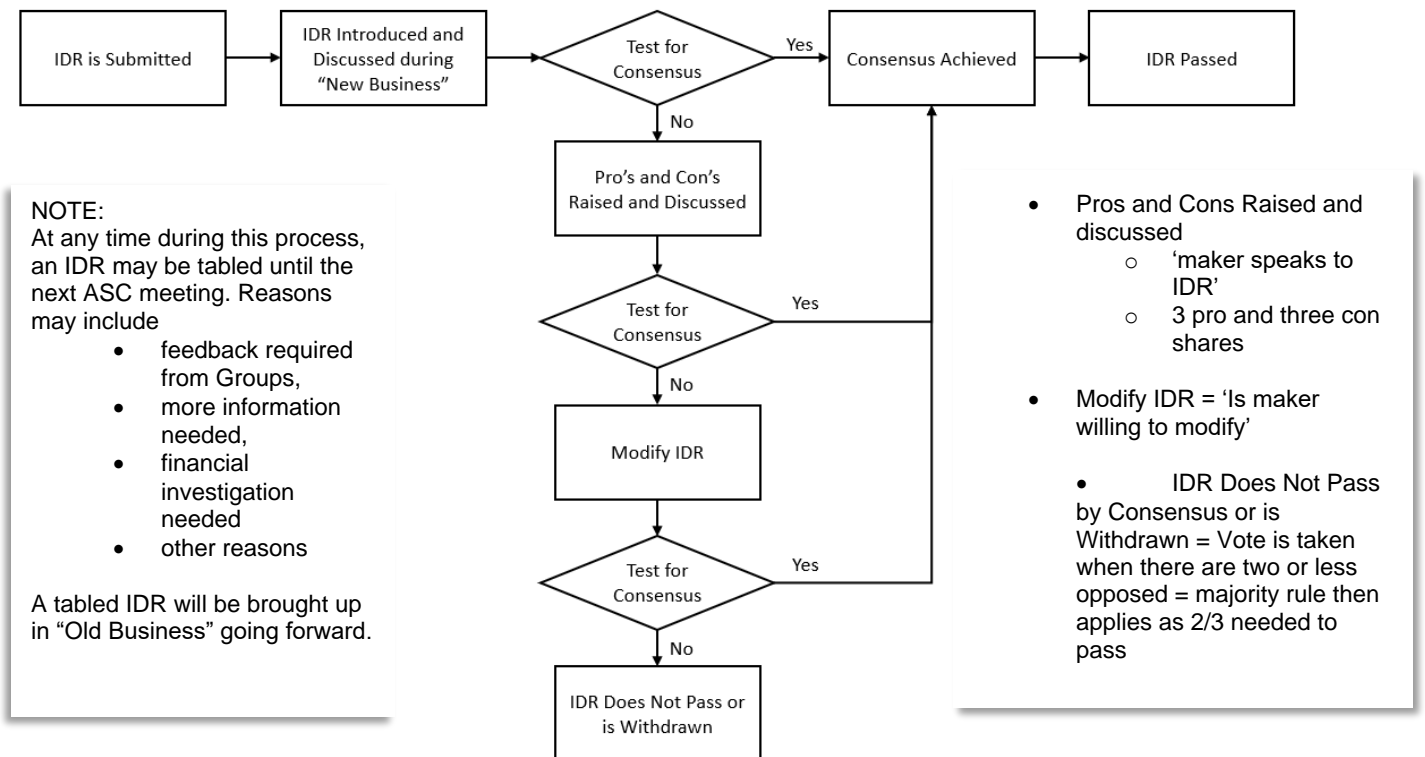 IDR is Submitted
IDR Introduced and
Discussed during
“New Business”
Test for
Consensus
Yes
Consensus Achieved
IDR Passed
No
Pro’s and Con’s
Raised and Discussed
Test for
Consensus
Yes
No
Modify IDR
Test for
Consensus
Yes
No
IDR Does Not Pass or
is Withdrawn
NOTE:
At any time during this process,
an IDR may be tabled until the
next ASC meeting. Reasons
may include
• feedback required
from Groups,
• more information
needed,
• financial
investigation
needed
• other reasons
A tabled IDR will be brought up
in “Old Business” going forward.
• Pros and Cons Raised and
discussed
o ‘maker speaks to
IDR’
o 3 pro and three con
shares
• Modify IDR = ‘Is maker
willing to modify’
• IDR Does Not Pass
by Consensus or is
Withdrawn = Vote is taken
when there are two or less
opposed = majority rule then
applies as 2/3 needed to
pass